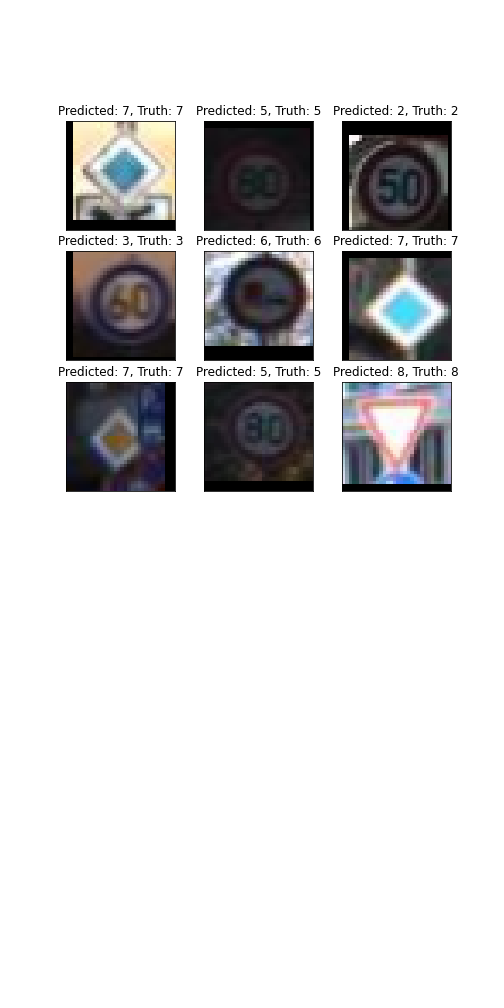 Predicted: 7, Truth: 7 Predicted: 5, Truth: 5 Predicted: 2, Truth: 2
80 50
Predicted: 3, Truth: 3 Predicted: 6, Truth: 6 Predicted: 7, Truth: 7
60
Predicted: 7, Truth: 7 Predicted: 5, Truth: 5 Predicted: 8, Truth: 8
80